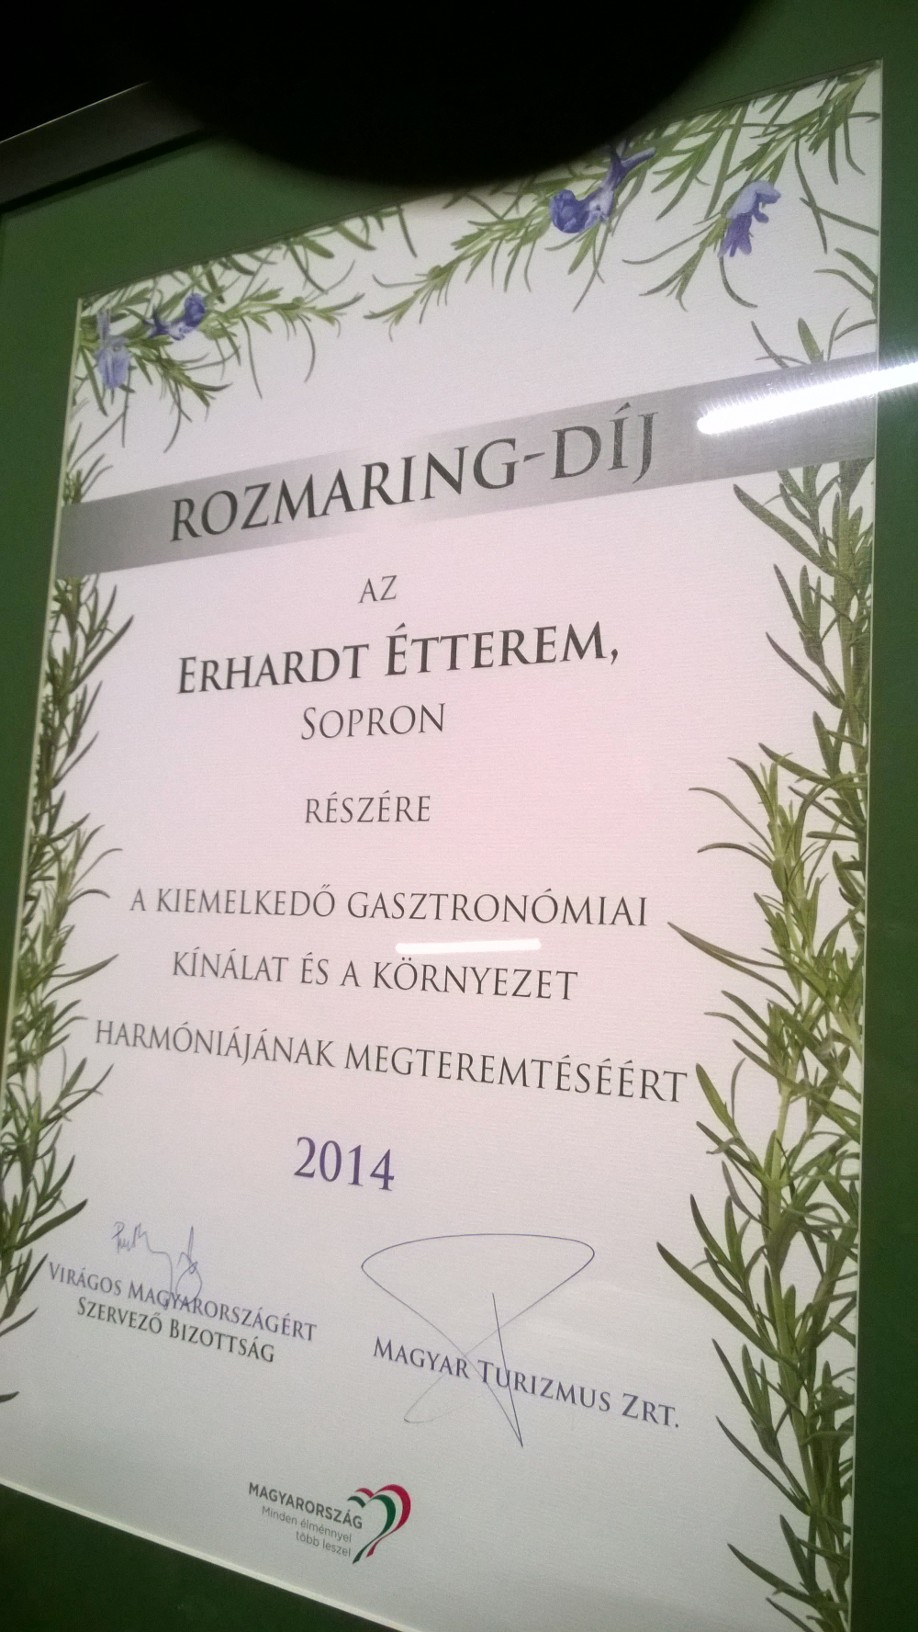 ROZMARING-DÍJ
AZ
ERHARDT ÉTTEREM,
SOPRON
RÉSZÉRE
A KIEMELKEDŐ GASZTRONÓMIAI
KÍNÁLAT ÉS A KÖRNYEZET
HARMÓNIÁJÁNAK MEGTEREMTÉSÉÉRT
2014
VIRÁGOS MAGYARORSZÁGÉRT
SZERVEZŐ BIZOTTSÁG
MAGYAR TURIZMUS ZRT.
MAGYARORSZÁG
Minden élménnyel
több leszel